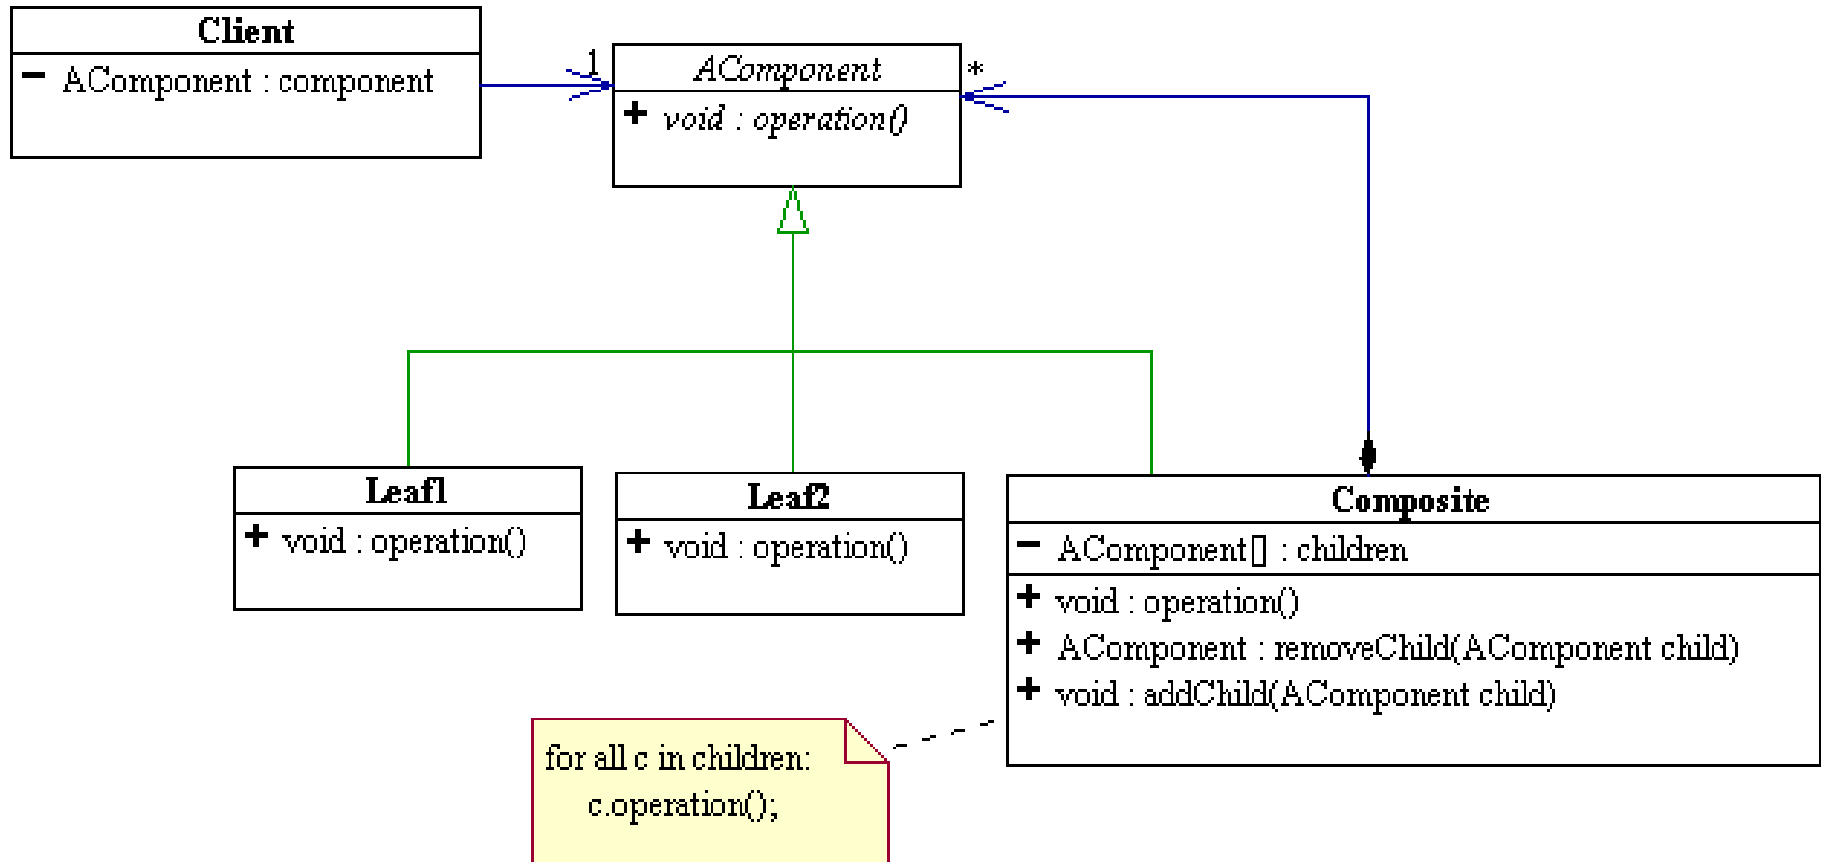 Client
- AComponent : component
1
AComponent
*
+ void : operation()
Leaf1
+ void : operation()
Leaf2
+ void : operation()
Composite
- AComponent[] : children
+ void : operation()
+ AComponent : removeChild(AComponent child)
+ void : addChild(AComponent child)
for all c in children:
c.operation();